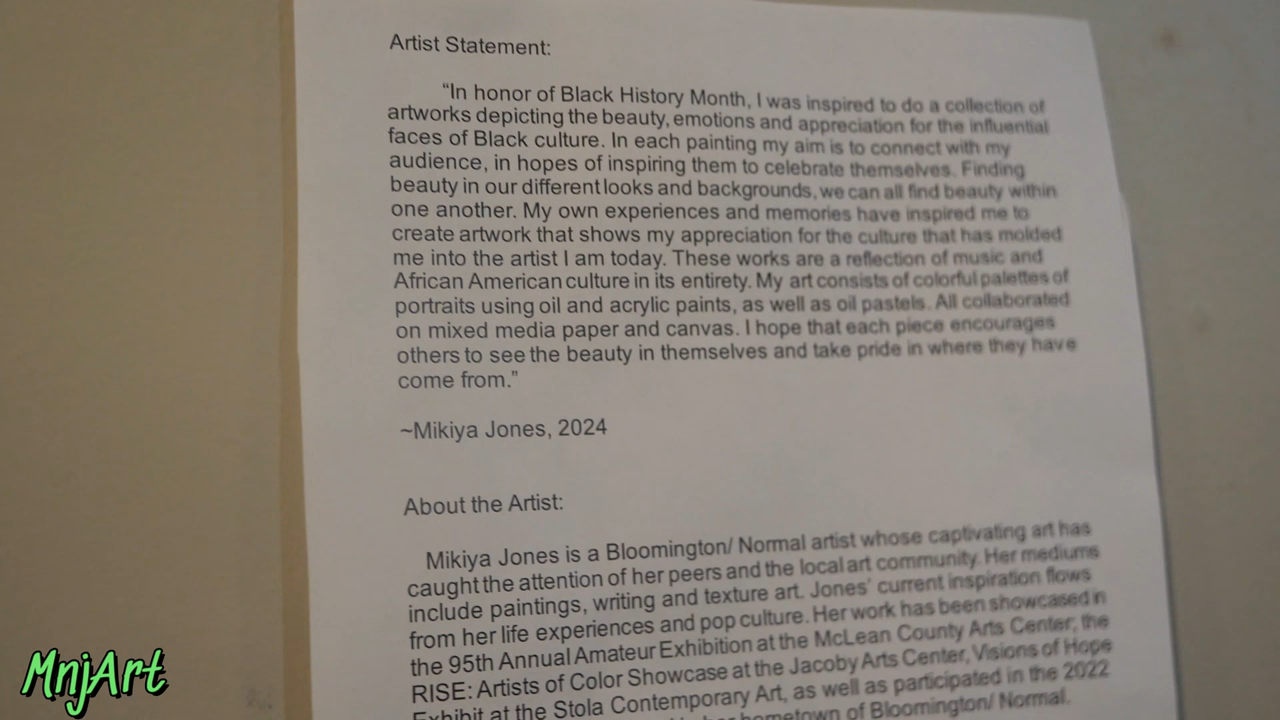 Artist Statement:
“In honor of Black History Month, I was inspired to do a collection of
artworks depicting the beauty, emotions and appreciation for the influential
faces of Black culture. In each painting my aim is to connect with my
audience, in hopes of inspiring them to celebrate themselves. Finding
beauty in our different looks and backgrounds, we can all find beauty within
one another. My own experiences and memories have inspired me to
create artwork that shows my appreciation for the culture that has molded
me into the artist I am today. These works are a reflection of music and
African American culture in its entirety. My art consists of colorful palettes of
portraits using oil and acrylic paints, as well as oil pastels. All collaborated
on mixed media paper and canvas. I hope that each piece encourages
others to see the beauty in themselves and take pride in where they have
come from.”
~Mikiya Jones, 2024
About the Artist:
Mikiya Jones is a Bloomington/ Normal artist whose captivating art has
caught the attention of her peers and the local art community. Her mediums
include paintings, writing and texture art. Jones’ current inspiration flows
from her life experiences and pop culture. Her work has been showcased in
the 95th Annual Amateur Exhibition at the McLean County Arts Center, the
RISE: Artists of Color Showcase at the Jacoby Arts Center, Visions of Hope
Exhibit at the Stola Contemporary Art, as well as participated in the 2022
her hometown of Bloomington/ Normal.
MnjArt